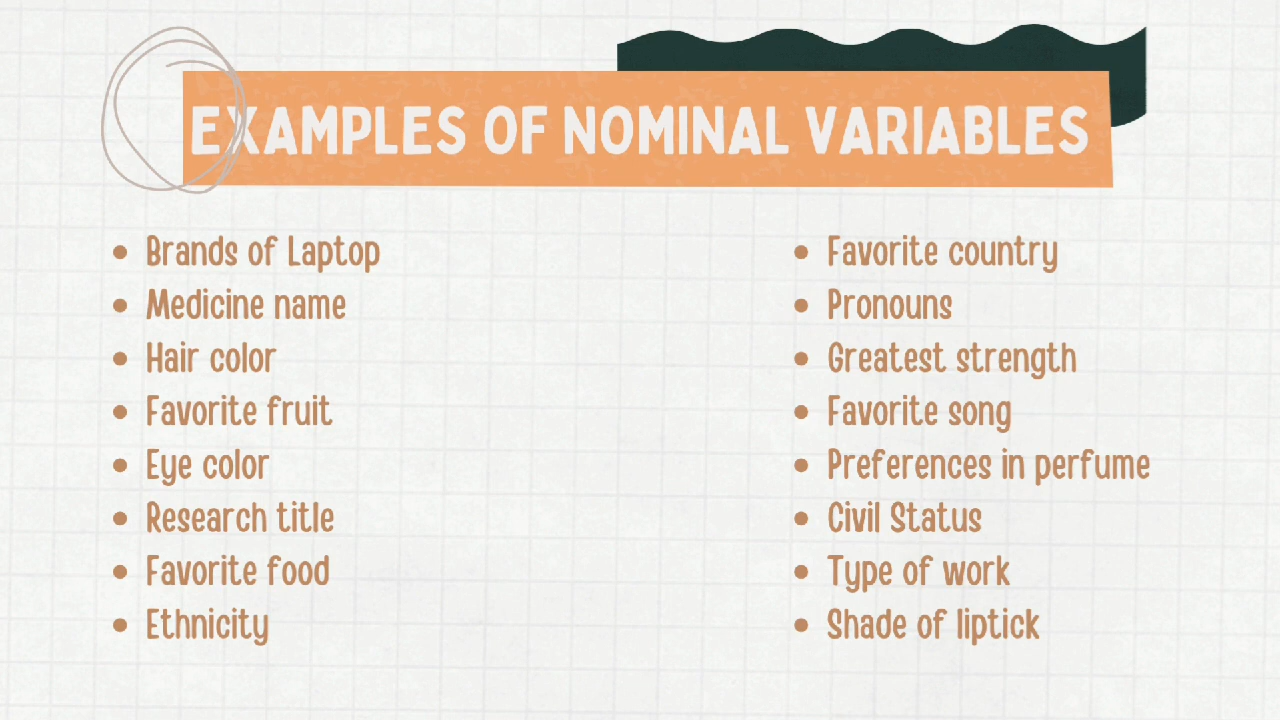 EXAMPLES OF NOMINAL VARIABLES
Brands of Laptop
Medicine name
Hair color
Favorite fruit
Eye color
Research title
Favorite food
Ethnicity
Favorite country
Pronouns
Greatest strength
Favorite song
Preferences in perfume
Civil Status
Type of work
Shade of liptick